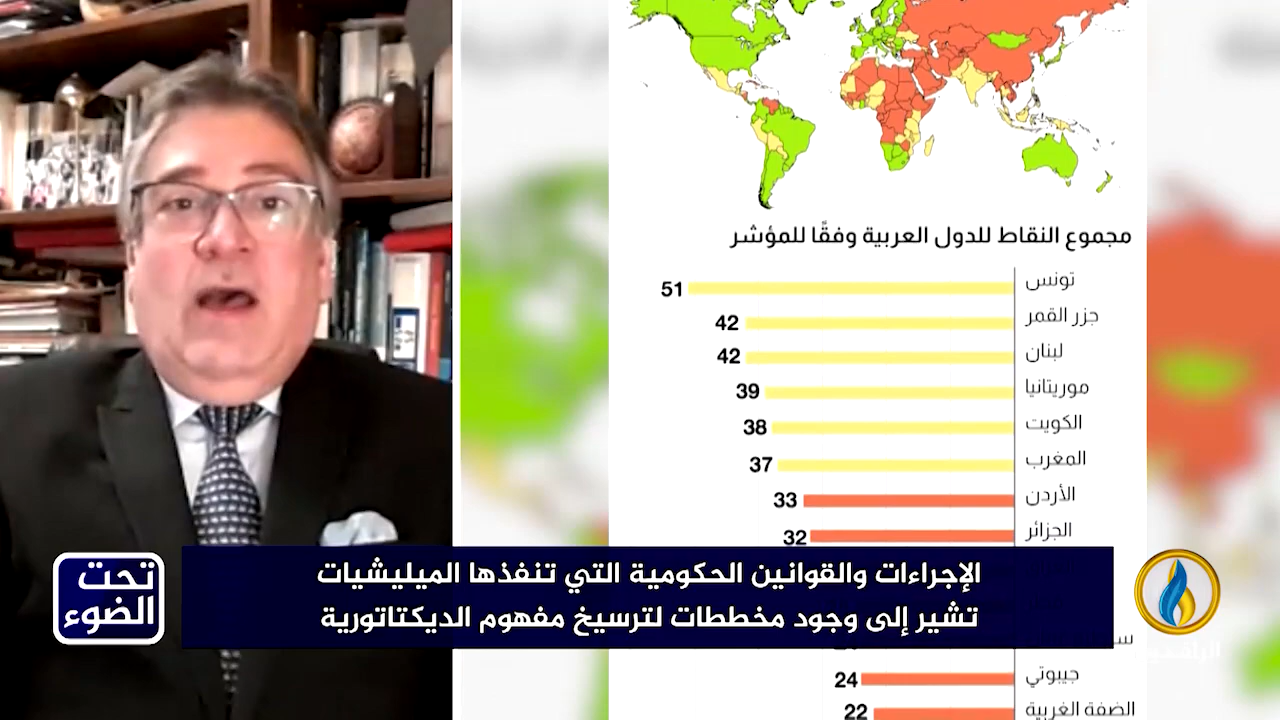 مجموع النقاط للدول العربية وفقًا للمؤشر
تونس 51
جزر القمر 42
لبنان 42
موريتانيا 39
الكويت 38
المغرب 37
الأردن 33
الجزائر 32
الإجراءات والقوانين الحكومية التي تنفذها الميليشيات
تشير إلى وجود مخططات لترسيخ مفهوم الديكتاتورية
تحت
الضوء
جيبوتي 24
الضفة الغربية 22